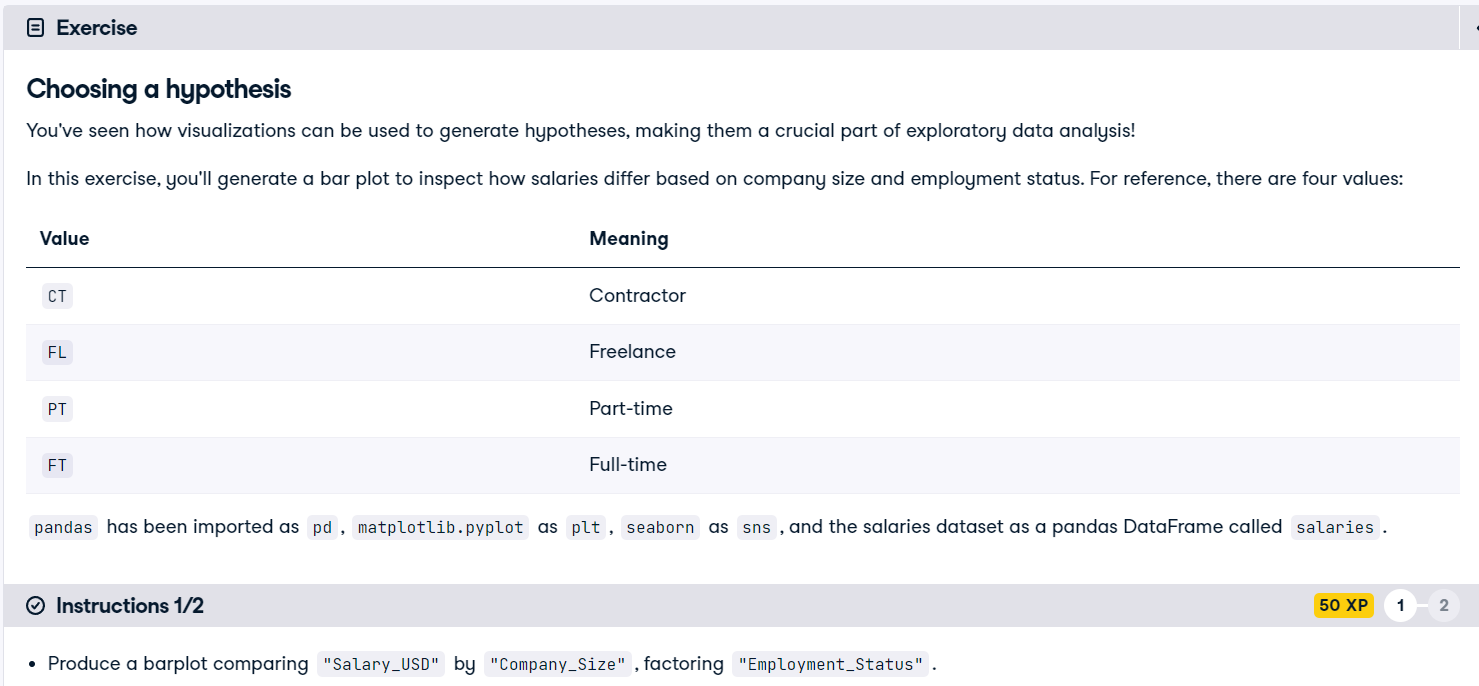 Exercise
Choosing a hypothesis
You've seen how visualizations can be used to generate hypotheses, making them a crucial part of exploratory data analysis!
In this exercise, you'll generate a bar plot to inspect how salaries differ based on company size and employment status. For reference, there are four values:
Value Meaning
CT Contractor
FL Freelance
PT Part-time
FT Full-time
pandas has been imported as pd, matplotlib.pyplot as plt, seaborn as sns, and the salaries dataset as a pandas DataFrame called salaries.
Instructions 1/2 50 XP 1 2
• Produce a barplot comparing "Salary_USD" by "Company_Size", factoring "Employment_Status".